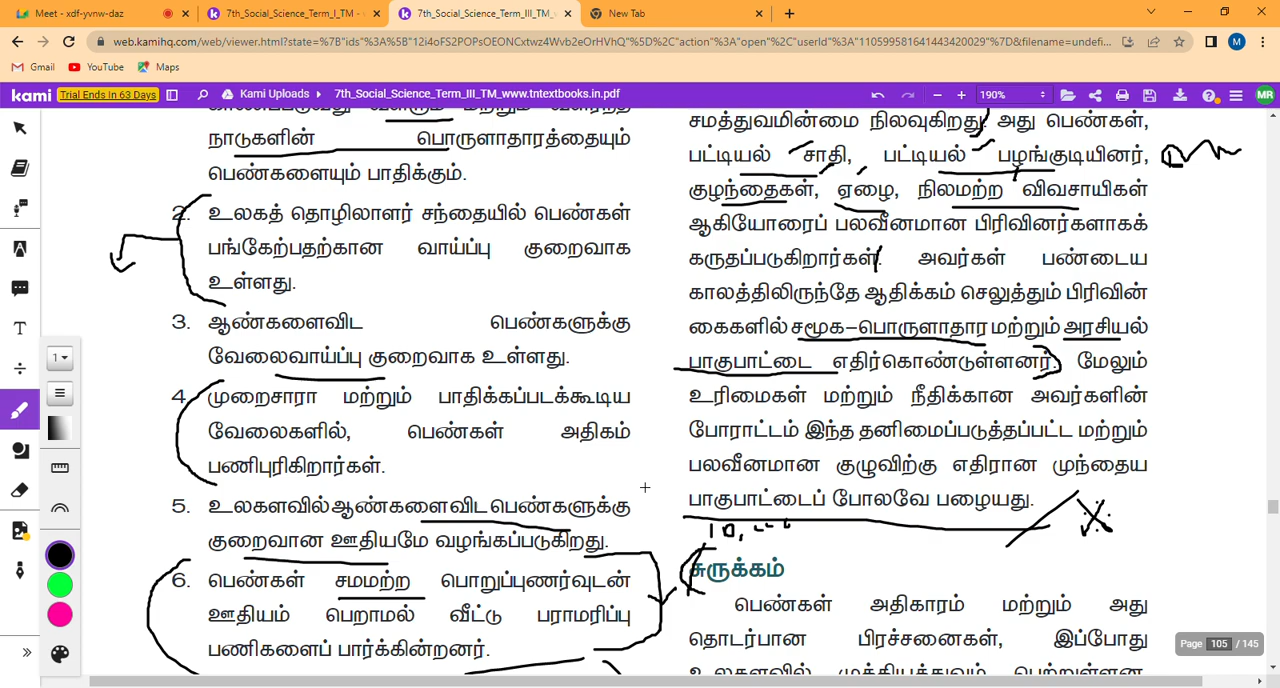 Meet - xdf-yvnw-daz
7th_Social_Science_Term_I_TM -
7th_Social_Science_Term_III_TM_
New Tab
web.kamihq.com/web/viewer.html?state=%7B"ids"%3A%5B"12i4oFS2POPsOEONCxtwz4Wvb2eOrHVhQ"%5D%2C"action"%3A"open"%2C"userId"%3A"110599581641443420029"%7D&filename=undefi...
M
Gmail
YouTube
Maps
kami
Trial Ends In 63 Days
Kami Uploads
7th_Social_Science_Term_III_TM_www.tntextbooks.in.pdf
190%
MR
நாடுகளின் பொருளாதாரத்தையும்
பெண்களையும் பாதிக்கும்.
2. உலகத் தொழிலாளர் சந்தையில் பெண்கள்
பங்கேற்பதற்கான வாய்ப்பு குறைவாக
உள்ளது.
3. ஆண்களைவிட பெண்களுக்கு
வேலைவாய்ப்பு குறைவாக உள்ளது.
4. முறைசாரா மற்றும் பாதிக்கப்படக்கூடிய
வேலைகளில், பெண்கள் அதிகம்
பணிபுரிகிறார்கள்.
5. உலகளவில்ஆண்களைவிடபெண்களுக்கு
குறைவான ஊதியமே வழங்கப்படுகிறது.
6. பெண்கள் சமமற்ற பொறுப்புணர்வுடன்
ஊதியம் பெறாமல் வீட்டு பராமரிப்பு
பணிகளைப் பார்க்கின்றனர்.
சமத்துவமின்மை நிலவுகிறது. அது பெண்கள்,
பட்டியல் சாதி, பட்டியல் பழங்குடியினர்,
குழந்தைகள், ஏழை, நிலமற்ற விவசாயிகள்
ஆகியோரைப் பலவீனமான பிரிவினர்களாகக்
கருதப்படுகிறார்கள். அவர்கள் பண்டைய
காலத்திலிருந்தே ஆதிக்கம் செலுத்தும் பிரிவின்
கைகளில் சமூக–பொருளாதார மற்றும் அரசியல்
பாகுபாட்டை எதிர்கொண்டுள்ளனர். மேலும்
உரிமைகள் மற்றும் நீதிக்கான அவர்களின்
போராட்டம் இந்த தனிமைப்படுத்தப்பட்ட மற்றும்
பலவீனமான குழுவிற்கு எதிரான முந்தைய
பாகுபாட்டைப் போலவே பழையது.
சுருக்கம்
பெண்கள் அதிகாரம் மற்றும் அது
தொடர்பான பிரச்சனைகள், இப்போது
உலகளவில் முக்கியத்துவம் பெற்றுள்ளன.
1
T
Page 105 / 145